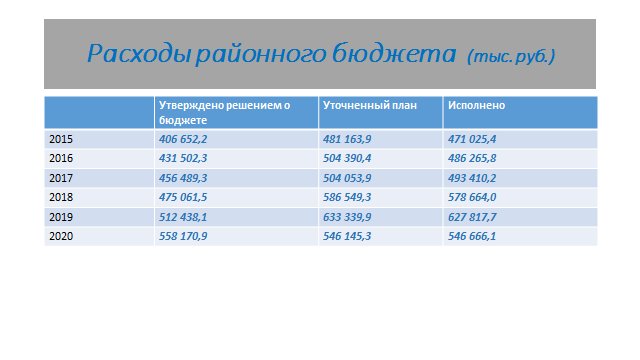 Расходы районного бюджета (тыс. руб.)
Утверждено решением о бюджете Уточненный план Исполнено
2015 406 652,2 481 163,9 471 025,4
2016 431 502,3 504 390,4 486 265,8
2017 456 489,3 504 053,9 493 410,2
2018 475 061,5 586 549,3 578 664,0
2019 512 438,1 633 339,9 627 817,7
2020 558 170,9 546 145,3 546 666,1